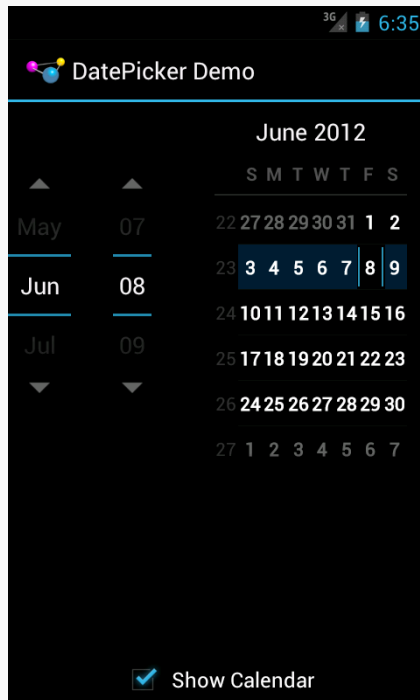 3G 6:35
DatePicker Demo
June 2012
S M T W T F S
May 07
22 27 28 29 30 31 1 2
23 3 4 5 6 7 8 9
Jun 08
24 10 11 12 13 14 15 16
Jul 09
25 17 18 19 20 21 22 23
26 24 25 26 27 28 29 30
27 1 2 3 4 5 6 7
Show Calendar